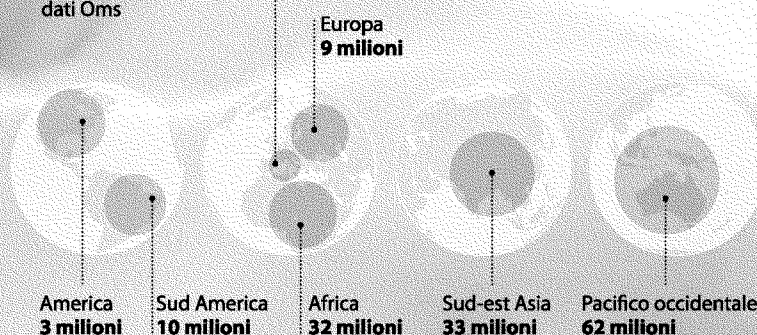 dati Oms
Europa
9 milioni
America
3 milioni
Sud America
10 milioni
Africa
32 milioni
Sud-est Asia
33 milioni
Pacifico occidentale
62 milioni